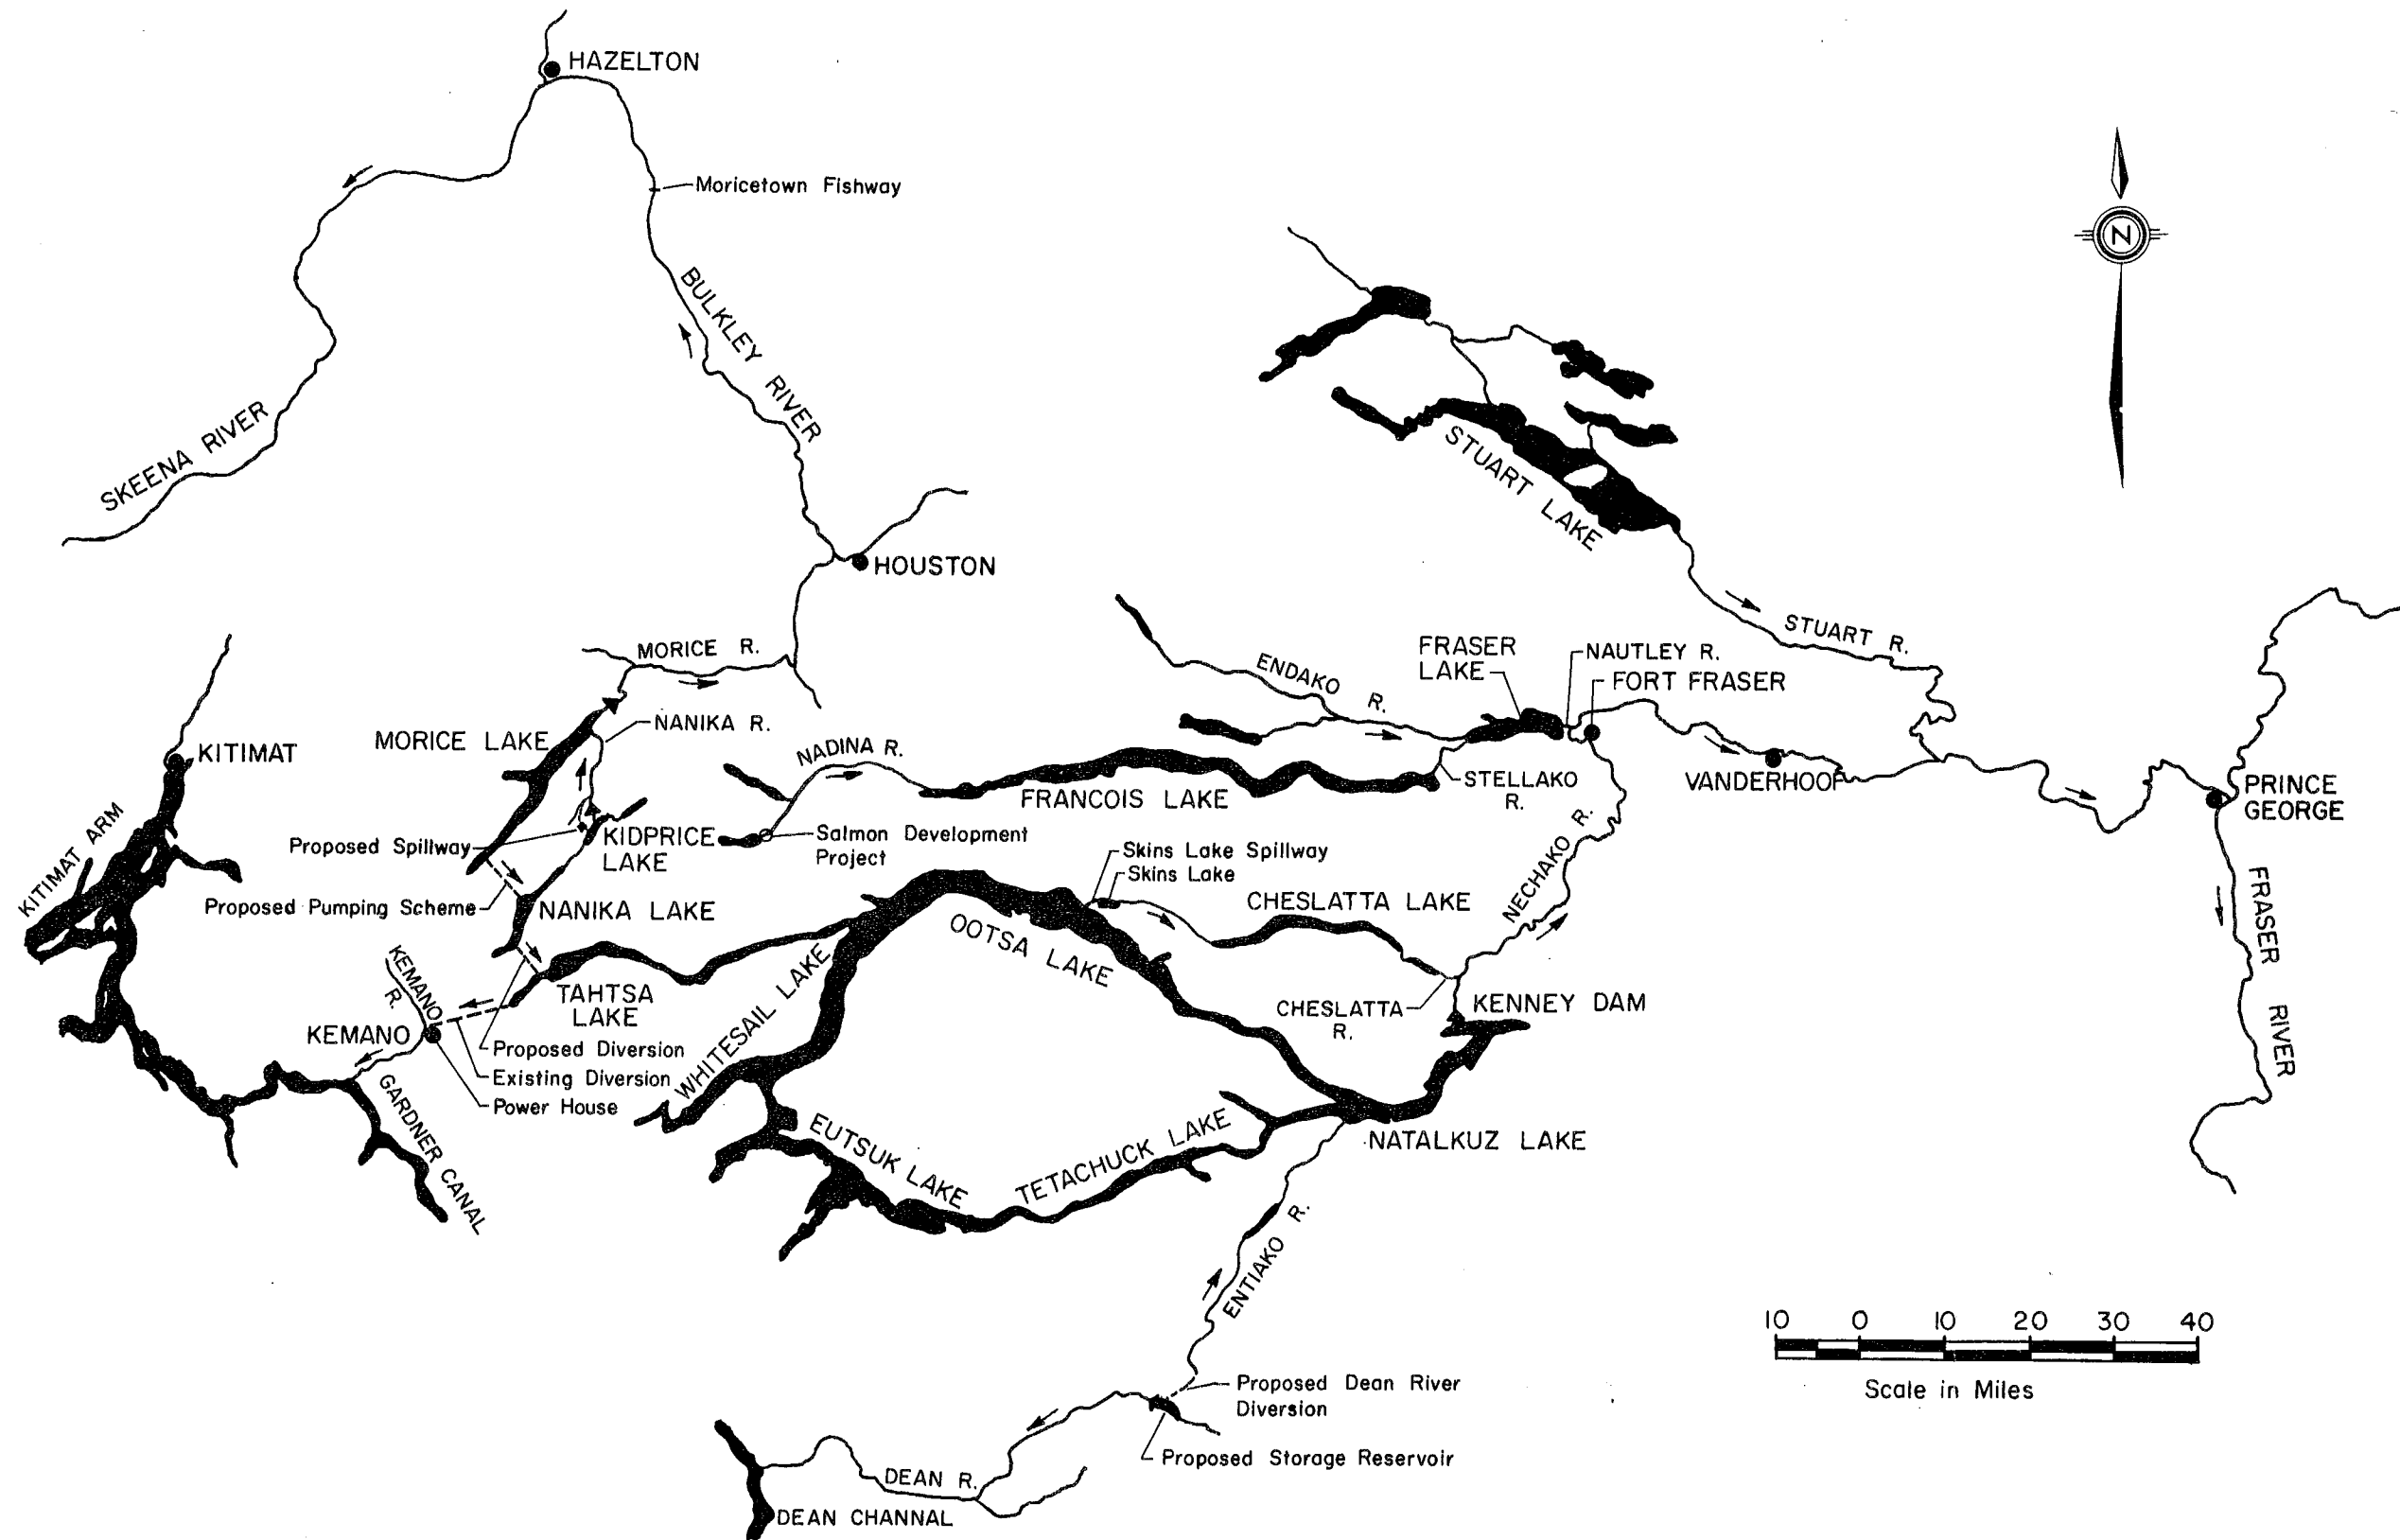 HAZELTON
Moricetown Fishway
N
BULKLEY RIVER
SKEENA RIVER
STUART LAKE
HOUSTON
STUART R.
MORICE R.
FRASER
LAKE
NAUTLEY R.
FORT FRASER
ENDAKO R.
NANIKA R.
MORICE LAKE
KITIMAT
NADINA R.
STELLAKO
R.
VANDERHOOF
PRINCE
GEORGE
FRANCOIS LAKE
KITIMAT ARM
Proposed Spillway
KIDPRICE
LAKE
Salmon Development
Project
Skins Lake Spillway
Skins Lake
NECHAKO R.
FRASER RIVER
Proposed Pumping Scheme
NANIKA LAKE
CHESLATTA LAKE
OOTSA LAKE
KEMANO
R.
TAHTSA
LAKE
WHITESAIL LAKE
CHESLATTA
R.
KENNEY DAM
KEMANO
Proposed Diversion
Existing Diversion
Power House
GARDNER CANAL
EUTSUK LAKE
TETACHUCK LAKE
NATALKUZ LAKE
ENTIAKO R.
10 0 10 20 30 40
Scale in Miles
Proposed Dean River
Diversion
Proposed Storage Reservoir
DEAN R.
DEAN CHANNAL